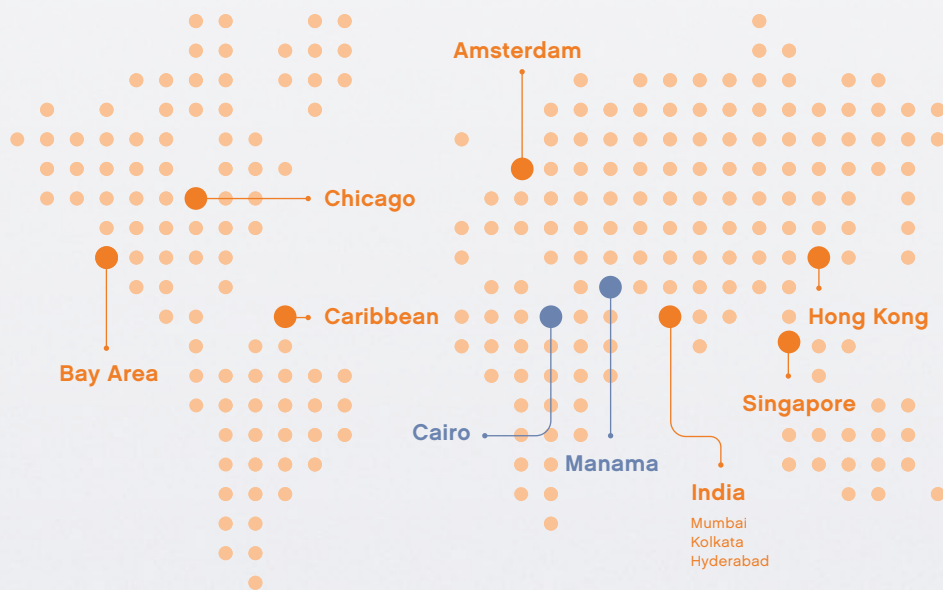 Amsterdam
Chicago
Caribbean
Hong Kong
Bay Area
Singapore
Cairo
Manama
India
Mumbai
Kolkata
Hyderabad